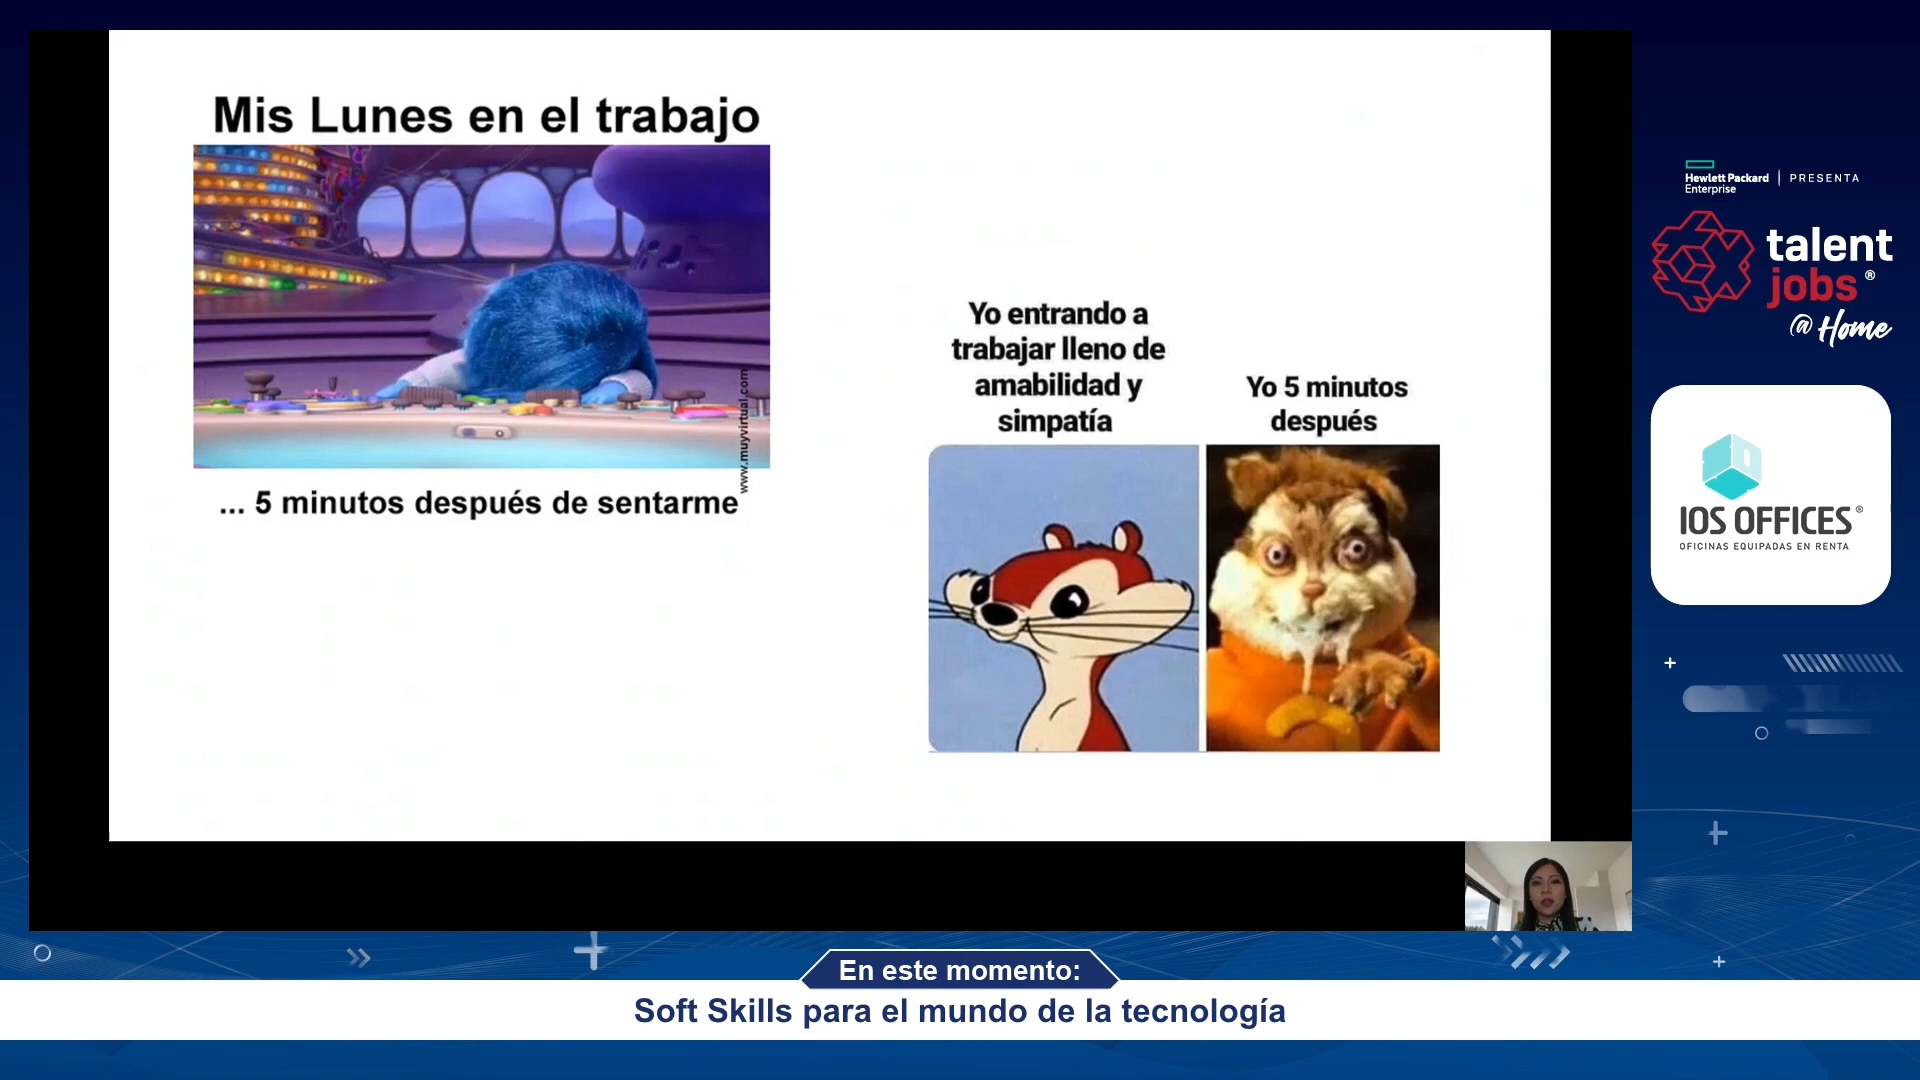 Mis Lunes en el trabajo
www.muyvirtual.com
... 5 minutos después de sentarme
Yo entrando a
trabajar lleno de
amabilidad y
simpatía
Yo 5 minutos
después
Hewlett Packard
Enterprise
PRESENTA
talent
jobs®
@ Home
IOS OFFICES®
OFICINAS EQUIPADAS EN RENTA
En este momento:
Soft Skills para el mundo de la tecnología